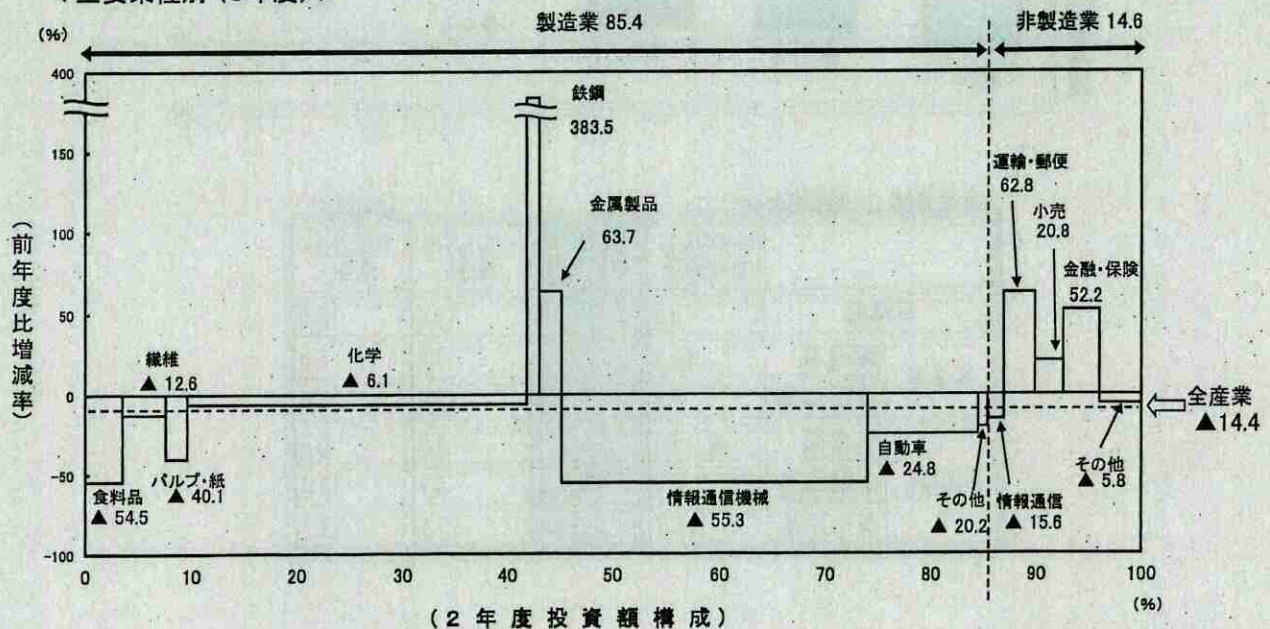 製造業 85.4
非製造業 14.6
(%)
400
150
100
50
0
-50
-100
(前年度比増減率)
鉄鋼
383.5
金属製品
63.7
繊維
▲ 12.6
化学
▲ 6.1
食料品
▲ 54.5
パルプ・紙
▲ 40.1
情報通信機械
▲ 55.3
自動車
▲ 24.8
その他
▲ 20.2
情報通信
▲ 15.6
運輸・郵便
62.8
小売
20.8
金融・保険
52.2
その他
▲ 5.8
全産業
▲ 14.4
0 10 20 30 40 50 60 70 80 90 100
(%)
(2年度投資額構成)